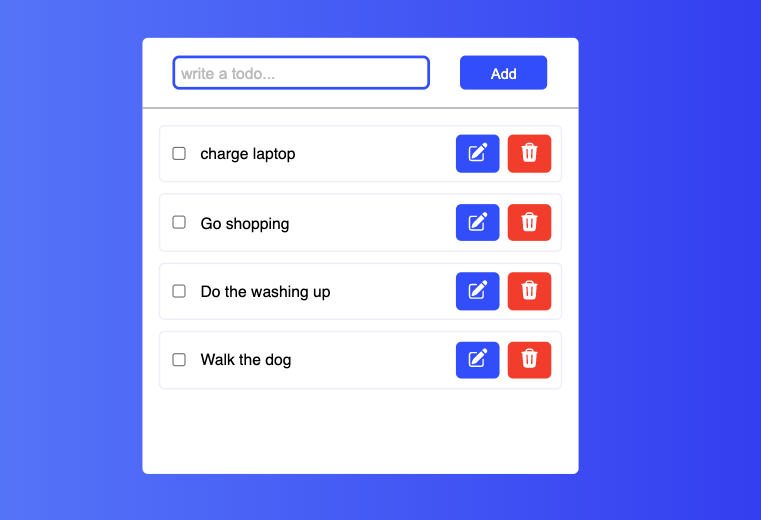 write a todo...
Add
charge laptop
Go shopping
Do the washing up
Walk the dog